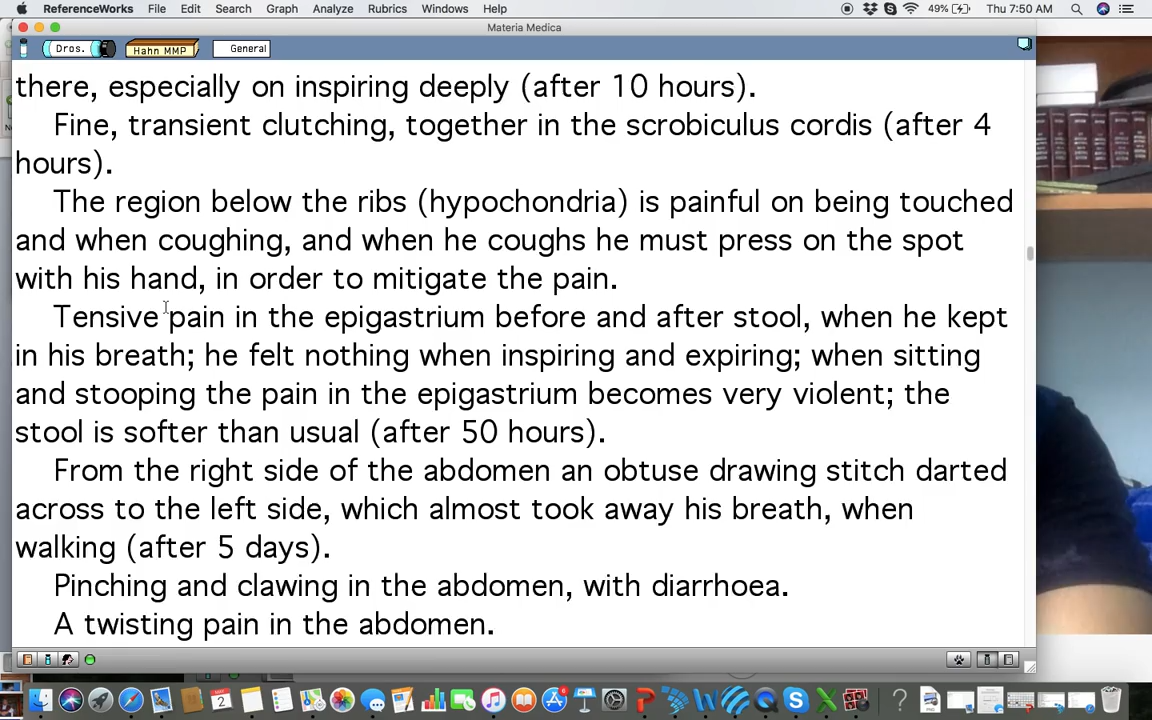 ReferenceWorks File Edit Search Graph Analyze Rubrics Windows Help 49% Thu 7:50 AM
Materia Medica
Dros. Hahn MMP General
there, especially on inspiring deeply (after 10 hours).
Fine, transient clutching, together in the scrobiculus cordis (after 4
hours).
The region below the ribs (hypochondria) is painful on being touched
and when coughing, and when he coughs he must press on the spot
with his hand, in order to mitigate the pain.
Tensive pain in the epigastrium before and after stool, when he kept
in his breath; he felt nothing when inspiring and expiring; when sitting
and stooping the pain in the epigastrium becomes very violent; the
stool is softer than usual (after 50 hours).
From the right side of the abdomen an obtuse drawing stitch darted
across to the left side, which almost took away his breath, when
walking (after 5 days).
Pinching and clawing in the abdomen, with diarrhoea.
A twisting pain in the abdomen.